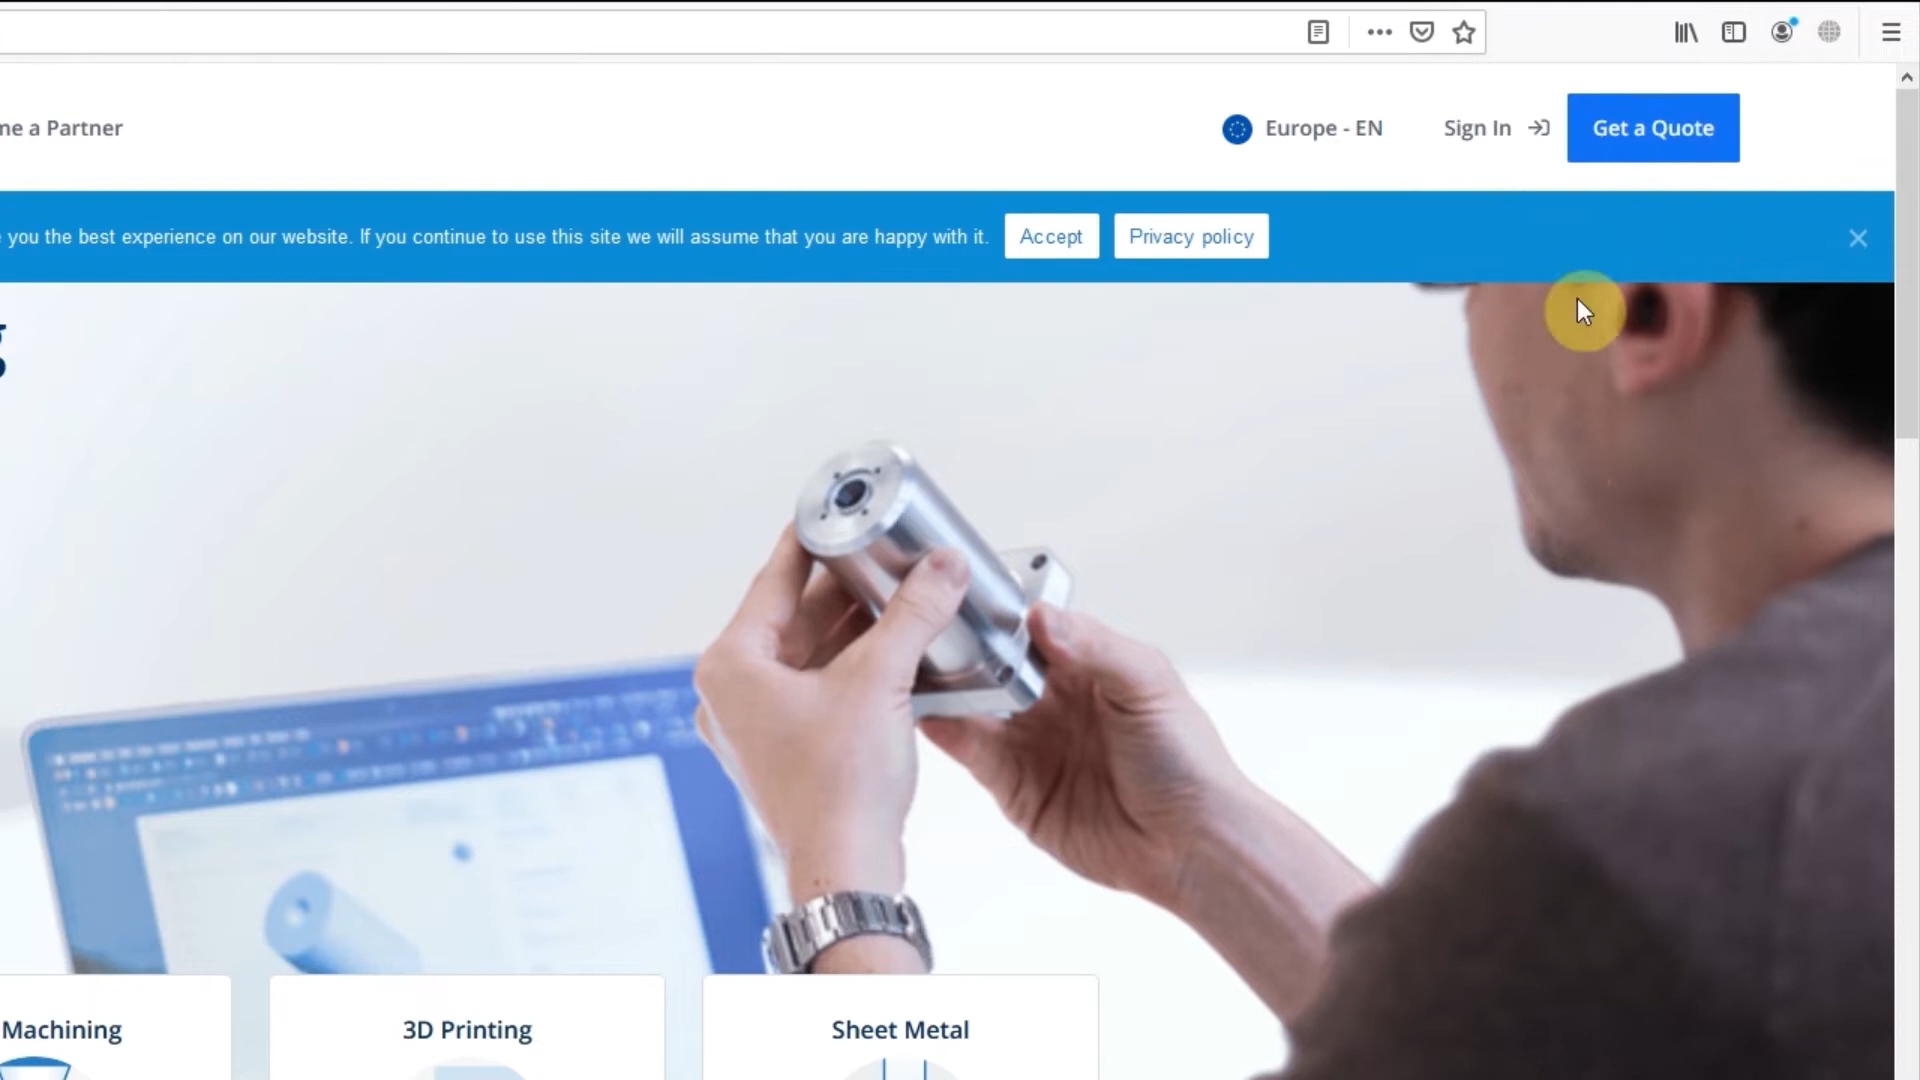 me a Partner
Europe - EN
Sign In
Get a Quote
you the best experience on our website. If you continue to use this site we will assume that you are happy with it.
Accept
Privacy policy
g
Machining
3D Printing
Sheet Metal